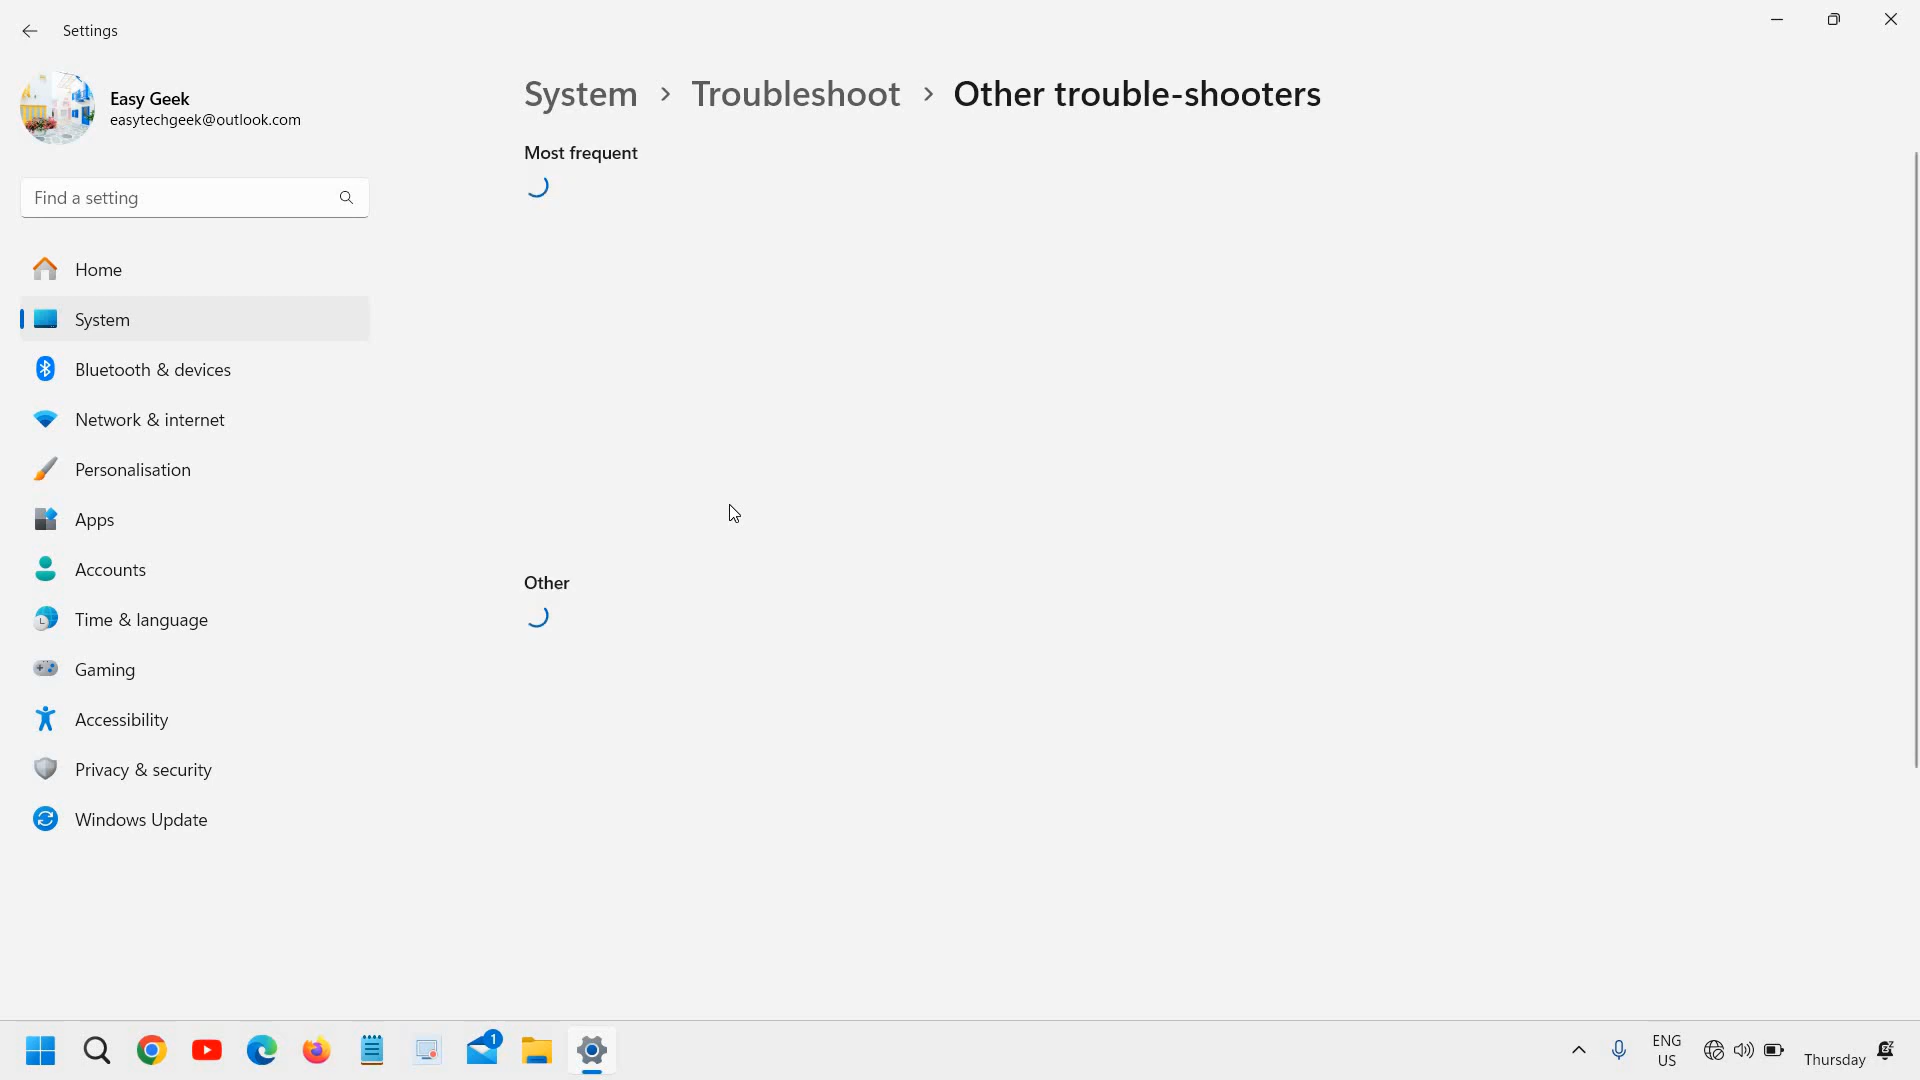 Settings
Easy Geek
easytechgeek@outlook.com
Find a setting
Home
System
Bluetooth & devices
Network & internet
Personalisation
Apps
Accounts
Time & language
Gaming
Accessibility
Privacy & security
Windows Update
System > Troubleshoot > Other trouble-shooters
Most frequent
Other
1
ENG
US
Thursday